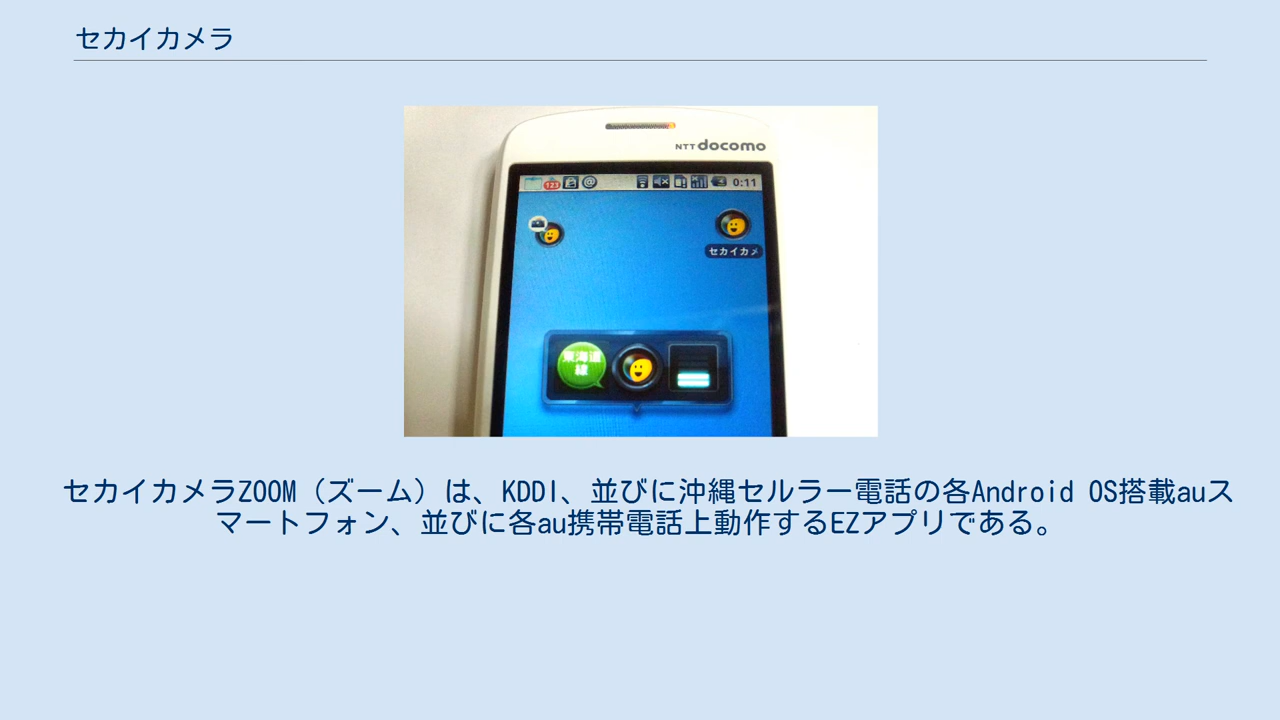 セカイカメラ
NTT docomo
123
@
0:11
セカイカメ
東海道
線
セカイカメラZOOM（ズーム）は、KDDI、並びに沖縄セルラー電話の各Android OS搭載auス
マートフォン、並びに各au携帯電話上動作するEZアプリである。